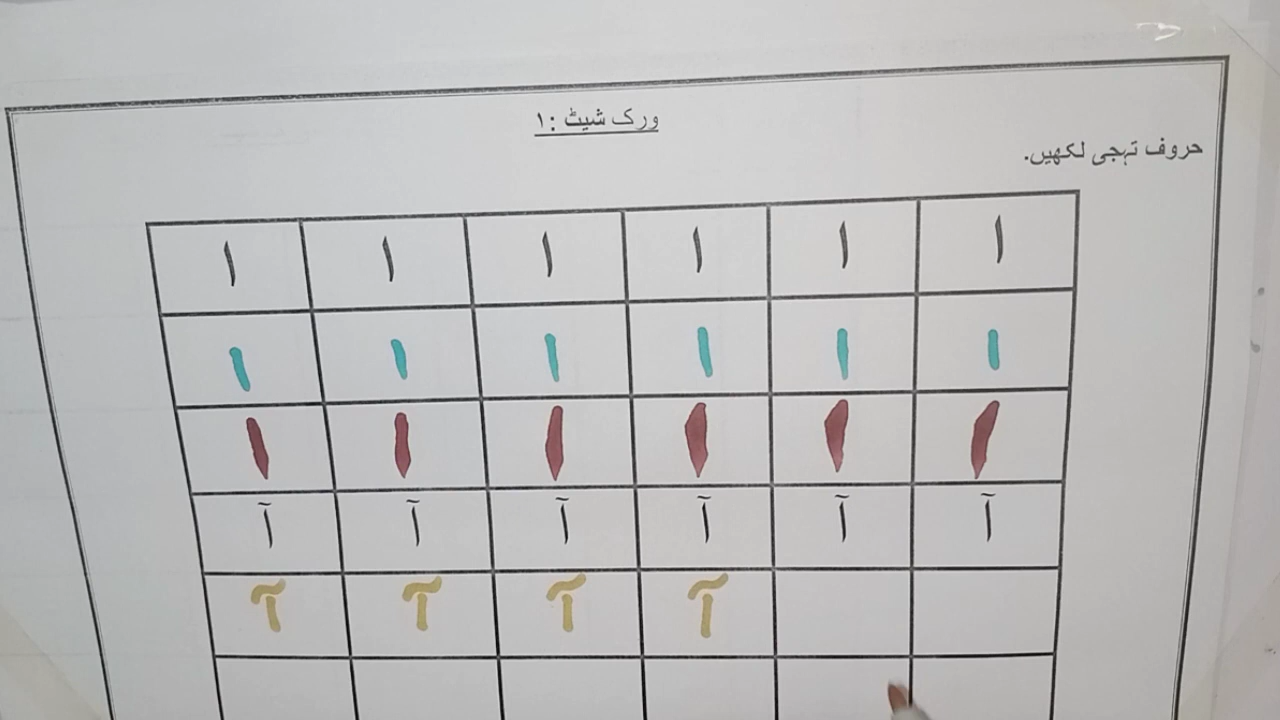 ورک شیٹ :۱
حروف تہجی لکھیں.
ا ا ا ا ا ا
ا ا ا ا ا ا
ا ا ا ا ا ا
آ آ آ آ آ آ
آ آ آ آ